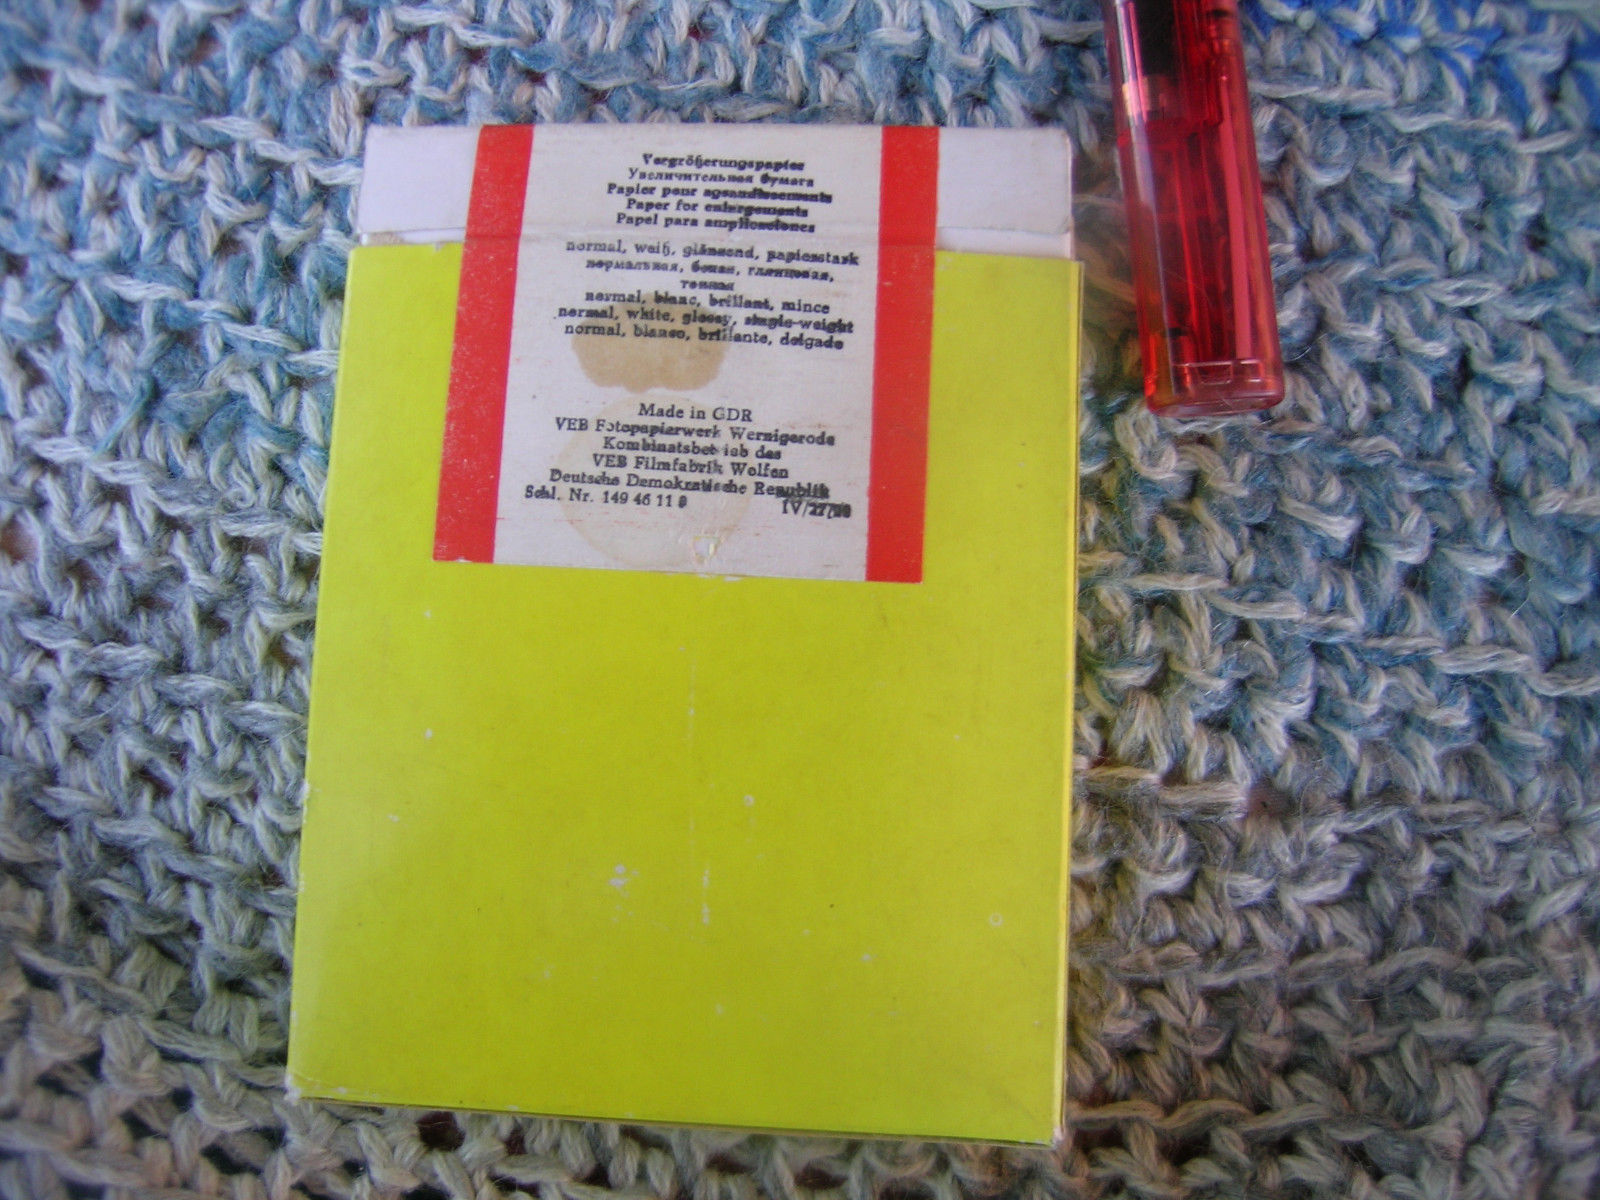 Vergrößerungspapier
Увеличительная бумага
Papier pour agrandissements
Paper for enlargements
Papel para ampliaciones
normal, weiß, glänzend, papierstark
нормальная, белая, глянцовая,
тонкая
normal, blanc, brillant, mince
normal, white, glossy, single-weight
normal, blanco, brillante, delgado
Made in GDR
VEB Fotopapierwerk Wernigerode
Kombinatsbetrieb des
VEB Filmfabrik Wolfen
Deutsche Demokratische Republik
Schl. Nr. 149 46 11